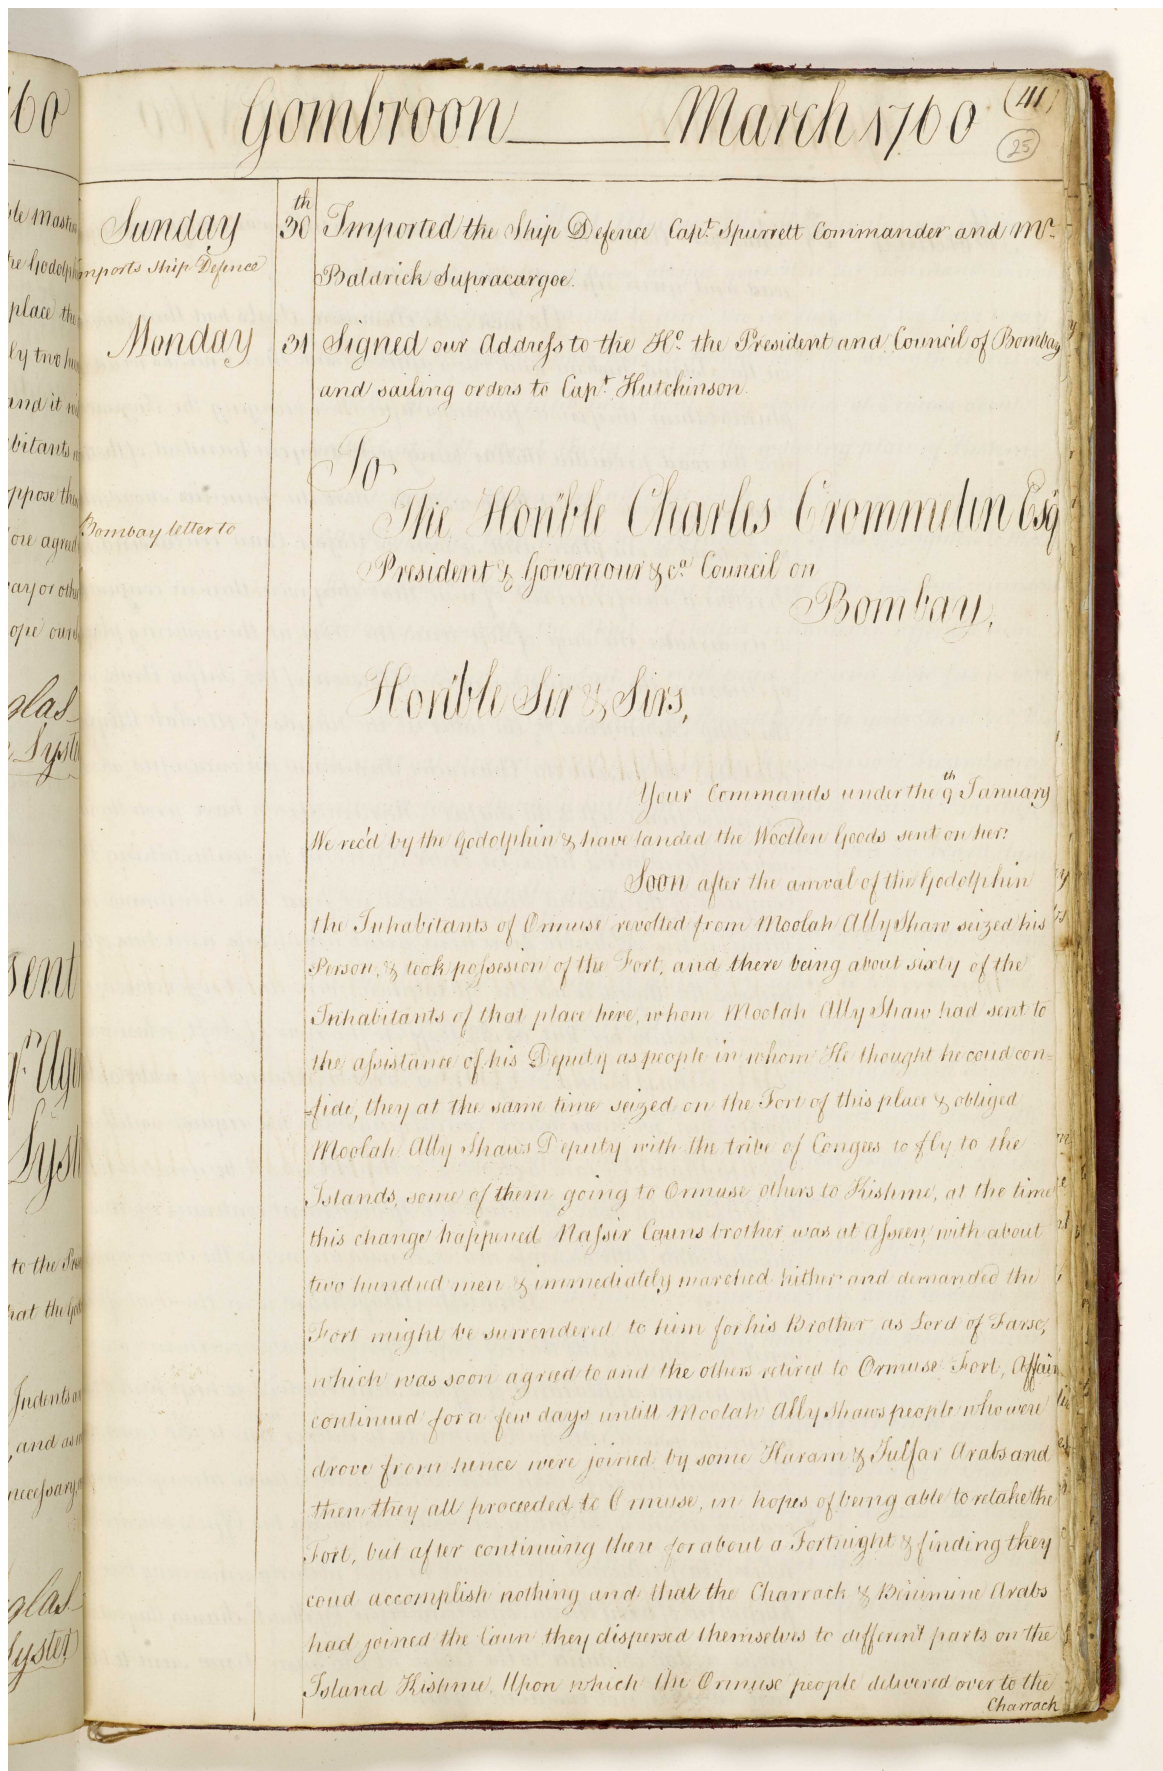 Gombroon March 1760
(41)
25
Sunday
30th
Imported the Ship Defence Capt. Spurrett Commander and Mr.
imports Ship Defence
Baldrick Supracargoe.
Monday
31
Signed our Address to the Ho. the President and Council of Bombay
and sailing orders to Capt. Hutchinson.
To
The Hon'ble Charles Crommelin Esq
Bombay letter to
President & Governour &ca. Council on
Bombay,
Hon'ble Sir & Sirs,
Your Commands under the 9th January
We rec'd by the Godolphin & have landed the Woollen Goods sent on her.
Soon after the arrival of the Godolphin
the Inhabitants of Ormuse revolted from Moolah Ally Shaw seized his
Person, & took possesion of the Fort, and there being about sixty of the
Inhabitants of that place here, whom Moolah Ally Shaw had sent to
the assistance of his Deputy as people in whom He thought he coud con=
=fide, they at the same time seized on the Fort of this place & obliged
Moolah Ally Shaws Deputy with the tribe of Congees to fly to the
Islands, some of them going to Ormuse others to Kishme, at the time
this change happened Nassir Cauns brother was at Asseen, with about
two hundred men & immediately marched hither and demanded the
Fort might be surrendered to him for his Brother as Lord of Farse,
which was soon agreed to and the others retired to Ormuse Fort, Affairs
continued for a few days untill Moolah Ally Shaws people who were
drove from hence were joined by some Huram & Julfar Arabs and
then they all proceeded to Ormuse, in hopes of being able to retake the
Fort, but after continuing there for about a Fortnight & finding they
coud accomplish nothing and that the Charrack & Benimine Arabs
had joined the Caun they dispersed themselves to different parts on the
Island Kishme. Upon which the Ormuse people delivered over to the
Charrack